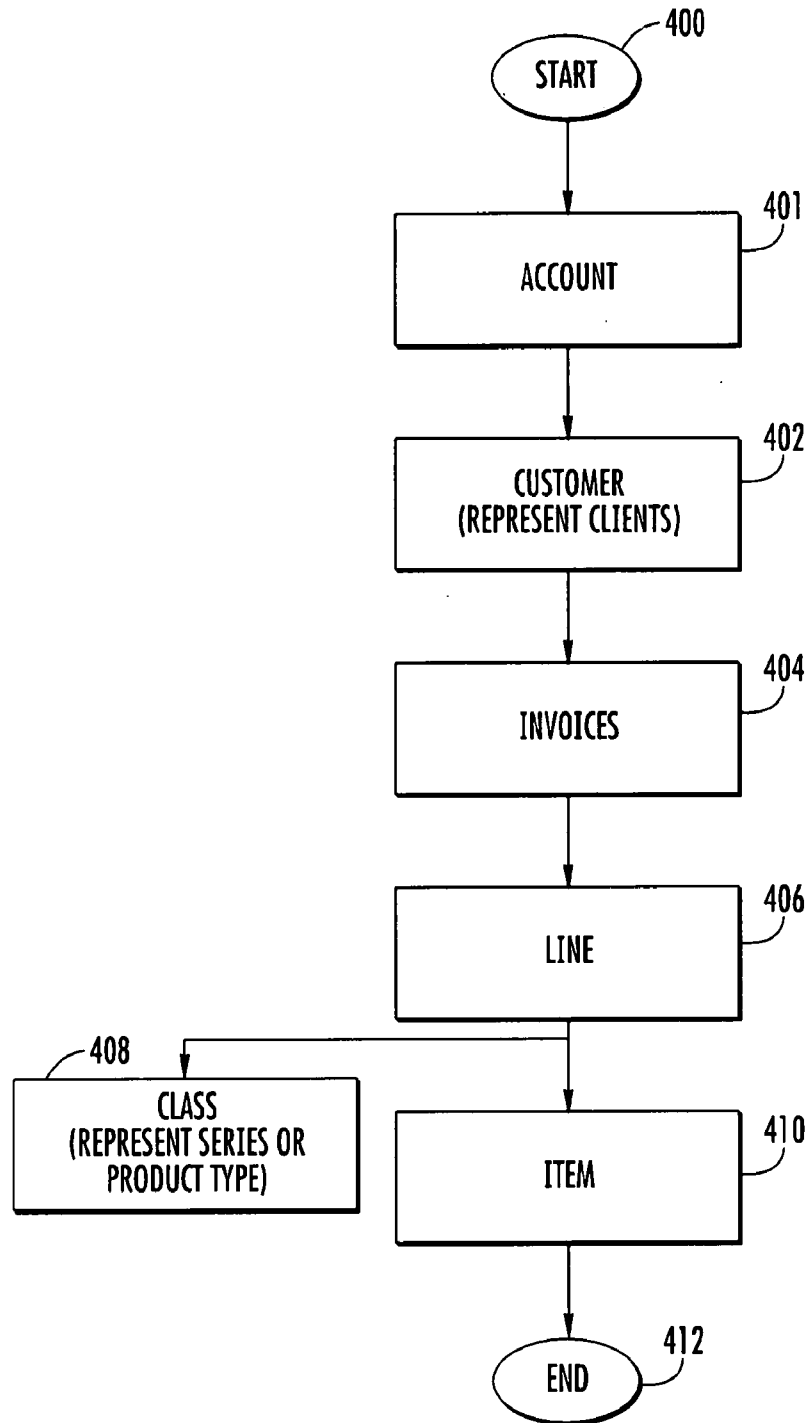 400
START
401
ACCOUNT
402
CUSTOMER
(REPRESENT CLIENTS)
404
INVOICES
406
LINE
408
CLASS
(REPRESENT SERIES OR
PRODUCT TYPE)
410
ITEM
412
END